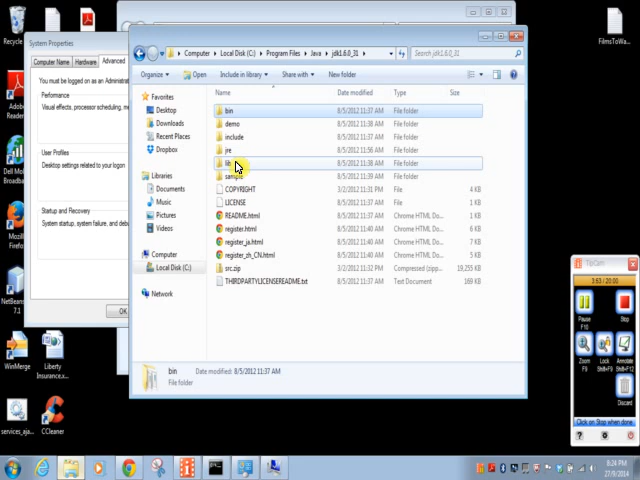 Recycle
Adob
Reader
Dell Mo
Broadba
Mozil
Firefo
NetBeans
7.1
WinMerge
Liberty
Insurance.x...
services_aja...
CCleaner
FilmsToWa...
System Properties
Computer Name
Hardware
Advanced
You must be logged on as an Administrat
Performance
Visual effects, processor scheduling, m
User Profiles
Desktop settings related to your logon
Startup and Recovery
System startup, system failure, and deb
OK
Computer
Local Disk (C:)
Program Files
Java
jdk1.6.0_31
Search jdk1.6.0_31
Organize
Open
Include in library
Share with
New folder
Favorites
Desktop
Downloads
Recent Places
Dropbox
Libraries
Documents
Music
Pictures
Videos
Computer
Local Disk (C:)
Network
Name Date modified Type Size
bin 8/5/2012 11:37 AM File folder
demo 8/5/2012 11:38 AM File folder
include 8/5/2012 11:37 AM File folder
jre 8/5/2012 11:56 AM File folder
lib 8/5/2012 11:38 AM File folder
sample 8/5/2012 11:39 AM File folder
COPYRIGHT 3/2/2012 11:31 PM File 4 KB
LICENSE 8/5/2012 11:37 AM File 1 KB
README.html 8/5/2012 11:37 AM Chrome HTML Do... 1 KB
register.html 8/5/2012 11:40 AM Chrome HTML Do... 6 KB
register_ja.html 8/5/2012 11:40 AM Chrome HTML Do... 7 KB
register_zh_CN.html 8/5/2012 11:40 AM Chrome HTML Do... 5 KB
src.zip 3/2/2012 11:32 PM Compressed (zipp... 19,255 KB
THIRDPARTYLICENSEREADME.txt 8/5/2012 11:37 AM Text Document 169 KB
bin Date modified: 8/5/2012 11:37 AM
File folder
TipCam
3:53 / 20:00
Pause
F10
Stop
Zoom
F9
Lock
Shift+F9
Annotate
Shift+F12
Discard
Click on Stop when done
8:24 PM
27/9/2014